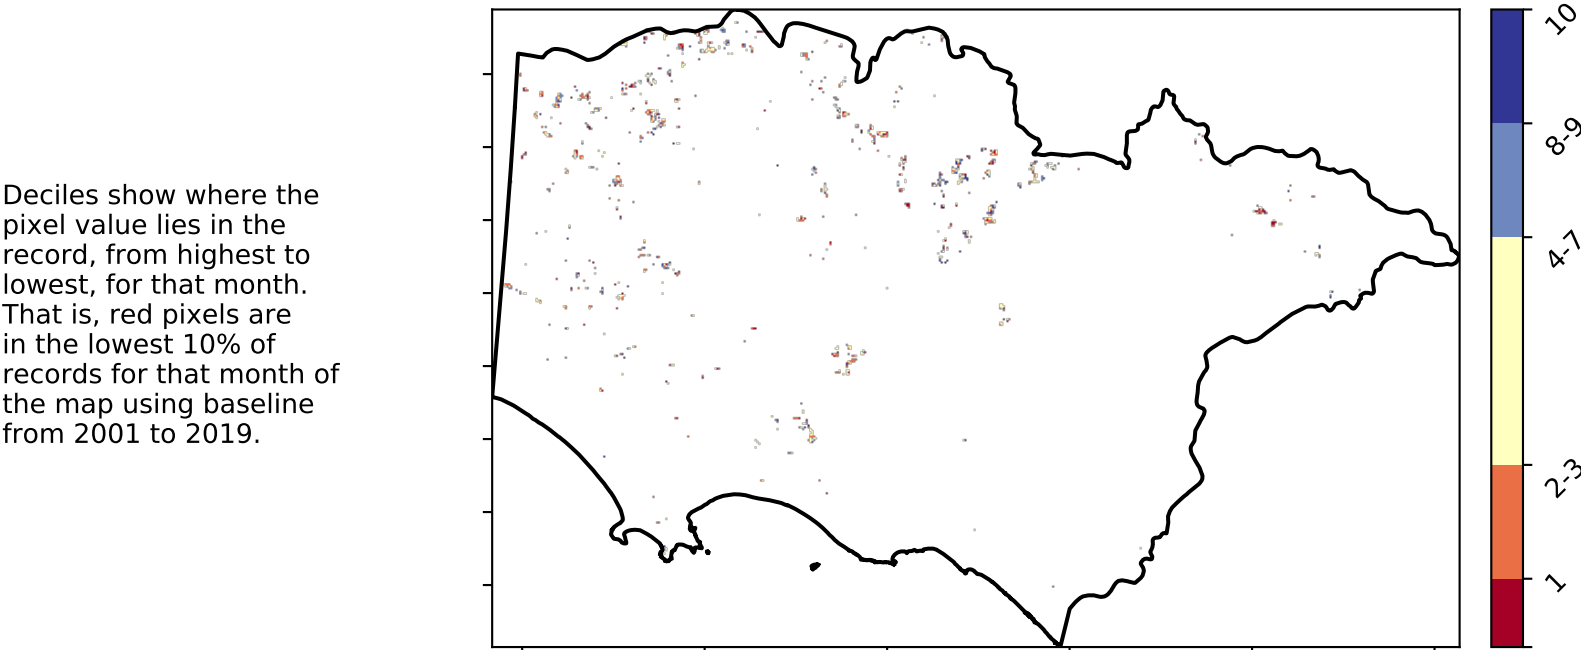 Deciles show where the
pixel value lies in the
record, from highest to
lowest, for that month.
That is, red pixels are
in the lowest 10% of
records for that month of
the map using baseline
from 2001 to 2019.
10
8-9
4-7
2-3
1